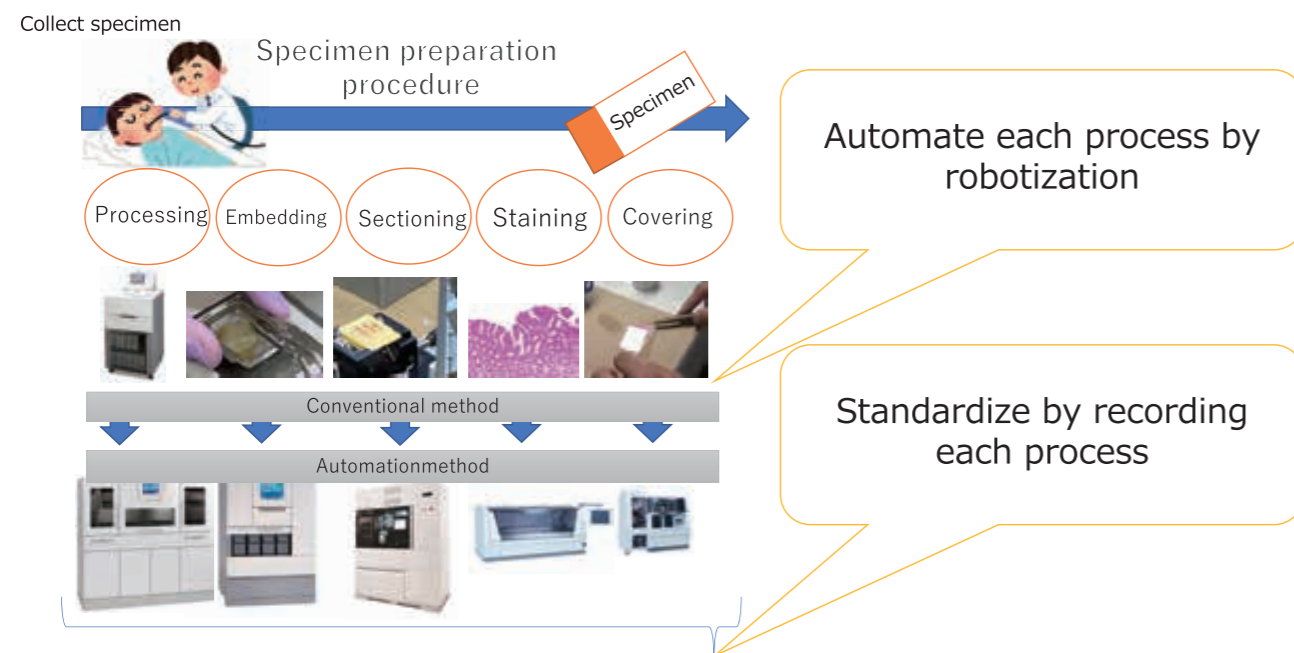 Collect specimen
Specimen preparation
procedure
Specimen
Processing
Embedding
Sectioning
Staining
Covering
Conventional method
Automationmethod
Automate each process by
robotization
Standardize by recording
each process